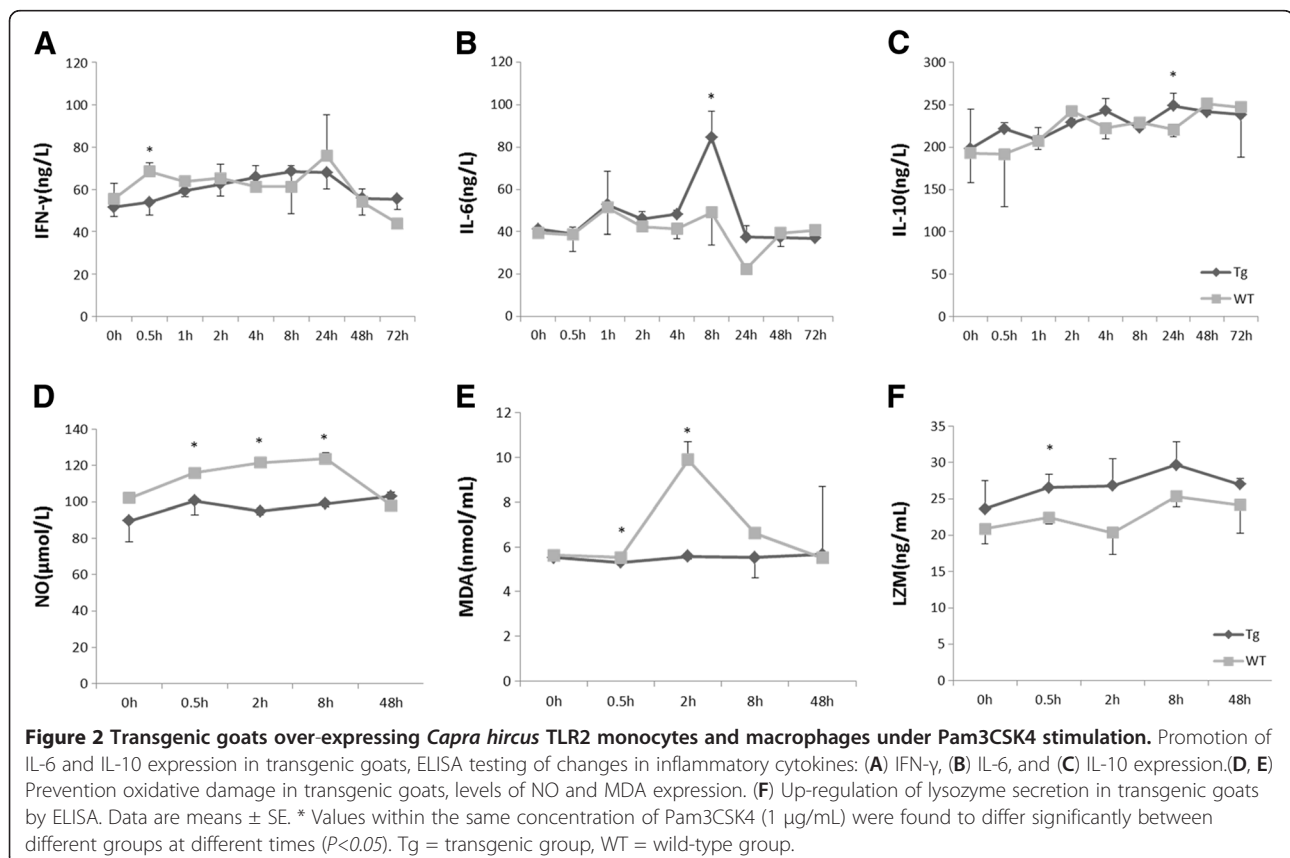 A
IFN-γ(ng/L)
120
100
80
60
40
20
0
*
0h 0.5h 1h 2h 4h 8h 24h 48h 72h
B
IL-6(ng/L)
120
100
80
60
40
20
0
*
0h 0.5h 1h 2h 4h 8h 24h 48h 72h
C
IL-10(ng/L)
300
250
200
150
100
50
0
*
Tg
WT
0h 0.5h 1h 2h 4h 8h 24h 48h 72h
D
NO(μmol/L)
140
120
100
80
60
40
20
0
* * *
0h 0.5h 2h 8h 48h
E
MDA(nmol/mL)
12
10
8
6
4
2
0
*
*
0h 0.5h 2h 8h 48h
F
LZM(ng/mL)
35
30
25
20
15
10
5
0
*
Tg
WT
0h 0.5h 2h 8h 48h
Figure 2 Transgenic goats over-expressing Capra hircus TLR2 monocytes and macrophages under Pam3CSK4 stimulation. Promotion of
IL-6 and IL-10 expression in transgenic goats, ELISA testing of changes in inflammatory cytokines: (A) IFN-γ, (B) IL-6, and (C) IL-10 expression.(D, E)
Prevention oxidative damage in transgenic goats, levels of NO and MDA expression. (F) Up-regulation of lysozyme secretion in transgenic goats
by ELISA. Data are means ± SE. * Values within the same concentration of Pam3CSK4 (1 μg/mL) were found to differ significantly between
different groups at different times (P<0.05). Tg = transgenic group, WT = wild-type group.